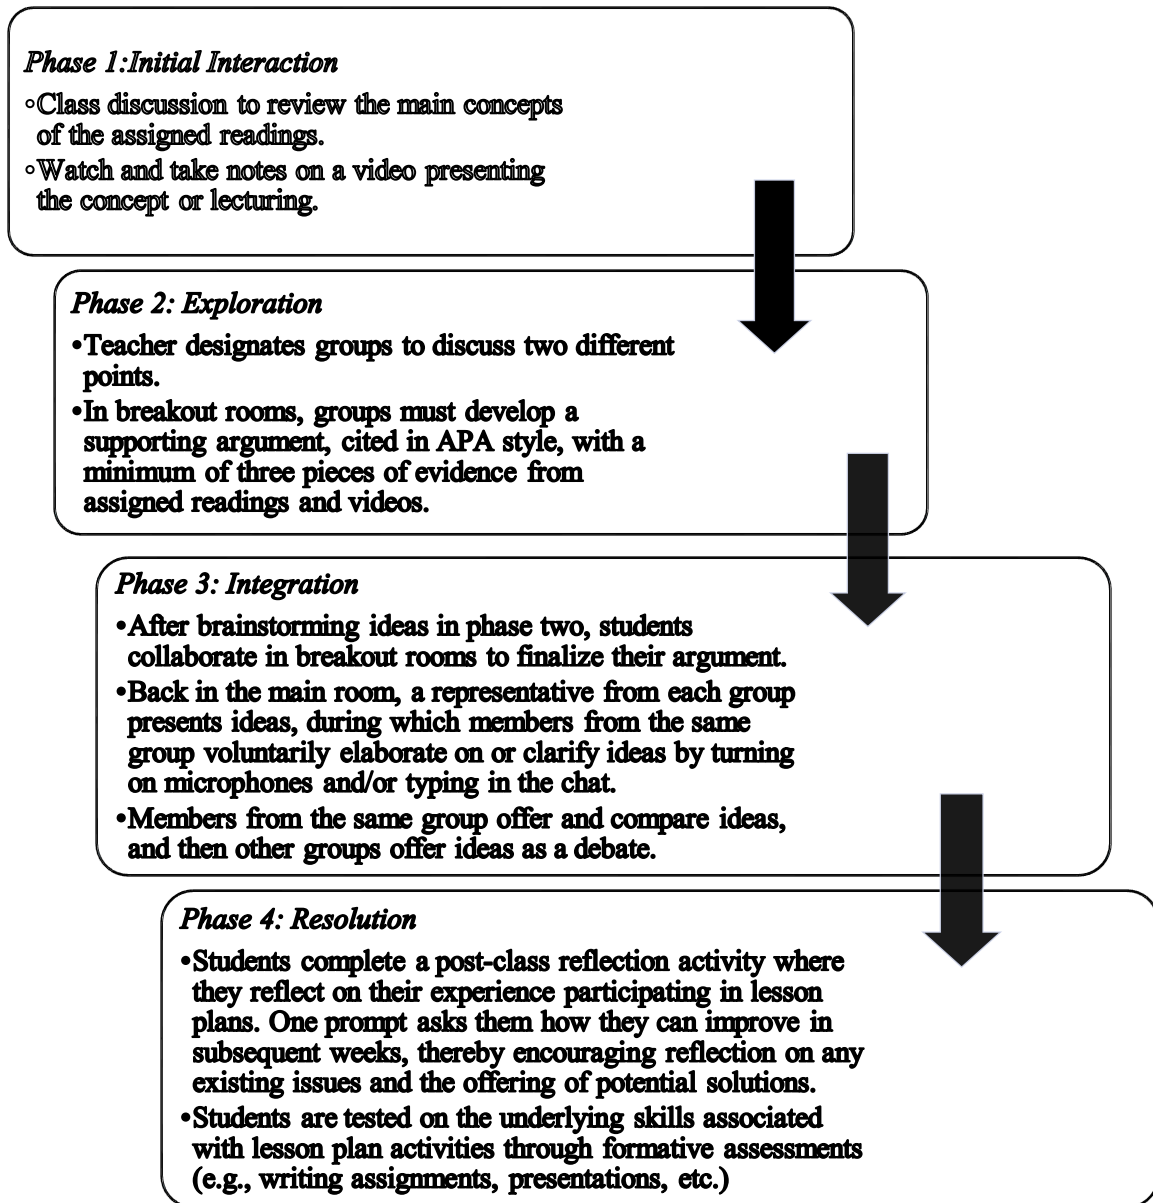 Phase 1:Initial Interaction
◦Class discussion to review the main concepts
of the assigned readings.
◦Watch and take notes on a video presenting
the concept or lecturing.
Phase 2: Exploration
•Teacher designates groups to discuss two different
points.
•In breakout rooms, groups must develop a
supporting argument, cited in APA style, with a
minimum of three pieces of evidence from
assigned readings and videos.
Phase 3: Integration
•After brainstorming ideas in phase two, students
collaborate in breakout rooms to finalize their argument.
•Back in the main room, a representative from each group
presents ideas, during which members from the same
group voluntarily elaborate on or clarify ideas by turning
on microphones and/or typing in the chat.
•Members from the same group offer and compare ideas,
and then other groups offer ideas as a debate.
Phase 4: Resolution
•Students complete a post-class reflection activity where
they reflect on their experience participating in lesson
plans. One prompt asks them how they can improve in
subsequent weeks, thereby encouraging reflection on any
existing issues and the offering of potential solutions.
•Students are tested on the underlying skills associated
with lesson plan activities through formative assessments
(e.g., writing assignments, presentations, etc.)